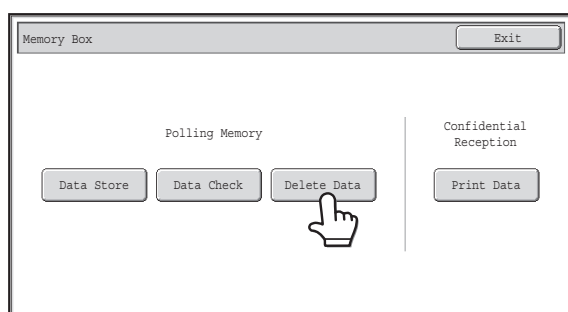 Memory Box
Exit
Polling Memory
Confidential
Reception
Data Store
Data Check
Delete Data
Print Data